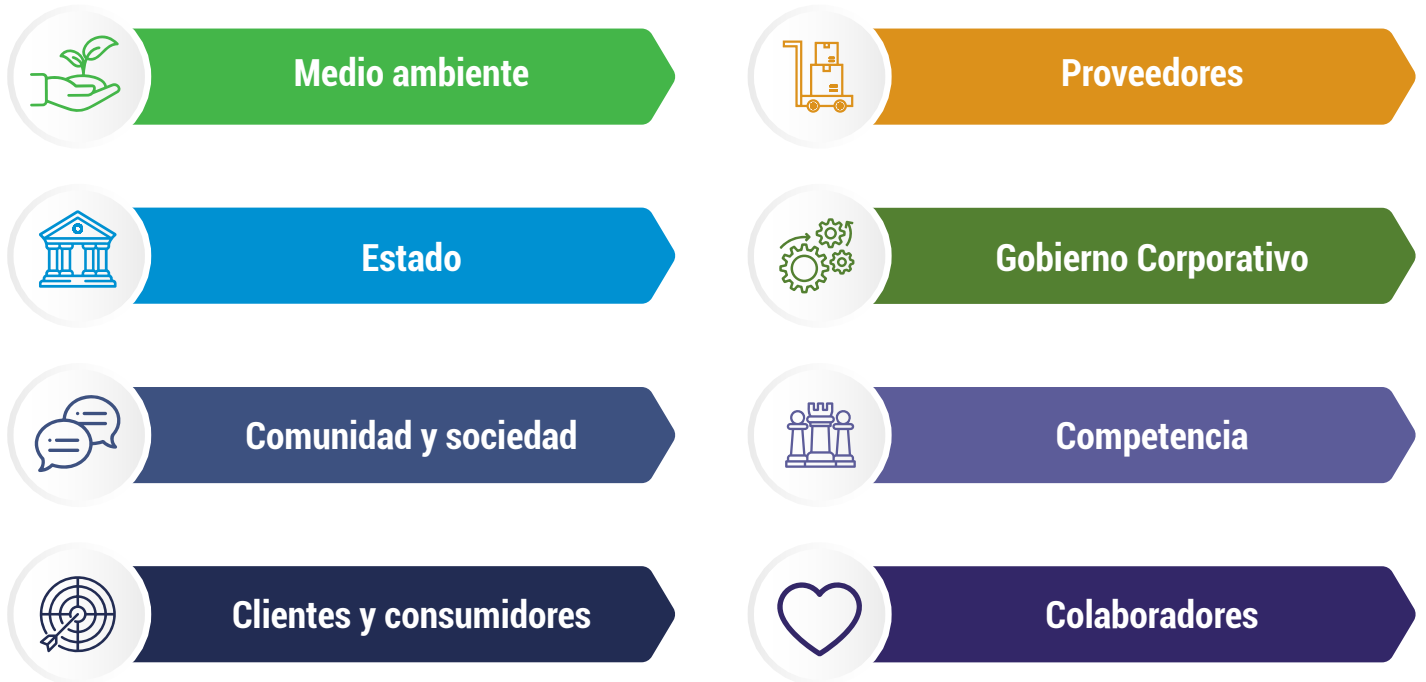 Medio ambiente
Proveedores
Estado
Gobierno Corporativo
Comunidad y sociedad
Competencia
Clientes y consumidores
Colaboradores